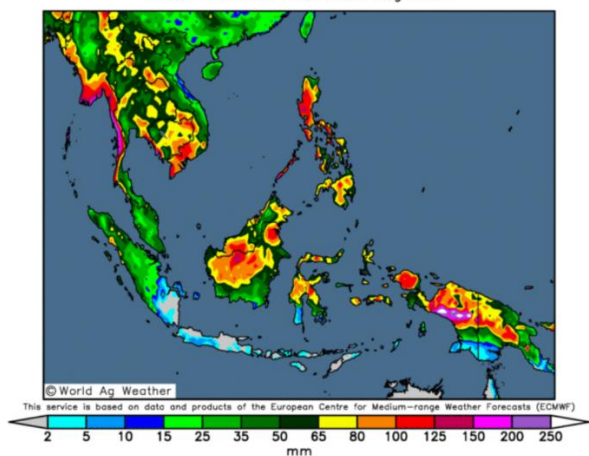 © World Ag Weather
This service is based on data and products of the European Centre for Medium-range Weather Forecasts (ECMWF)
2 5 10 15 25 35 50 65 80 100 125 150 200 250
mm